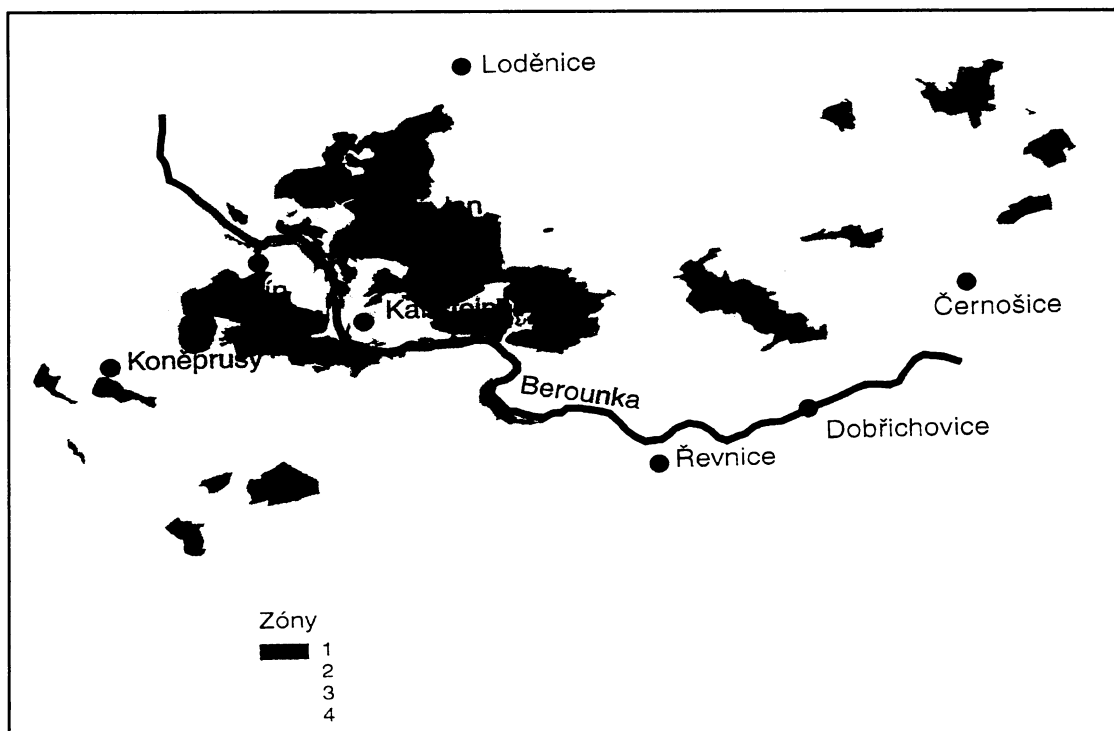 Loděnice
Koněprusy
Černošice
Berounka
Dobřichovice
Řevnice
Zóny
1
2
3
4